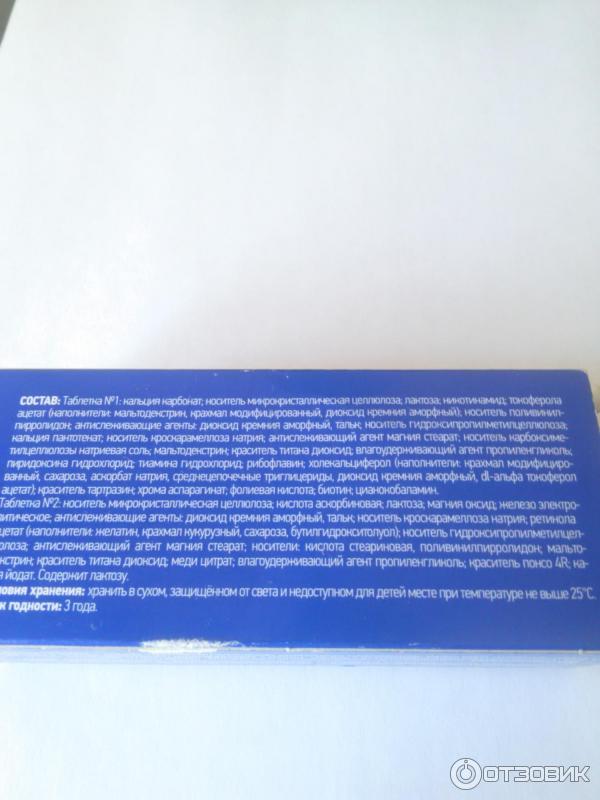 СОСТАВ: Таблетка №1: кальция карбонат; носитель микрокристаллическая целлюлоза; лактоза; никотинамид; токоферола
ацетат (наполнители: мальтодекстрин, крахмал модифицированный, диоксид кремния аморфный); носитель поливинил-
пирролидон; антислеживающие агенты: диоксид кремния аморфный, тальк; носитель гидроксипропилметилцеллюлоза;
кальция пантотенат; носитель кроскарамеллоза натрия; антислеживающий агент магния стеарат; носитель карбоксиме-
тилцеллюлозы натриевая соль; мальтодекстрин; краситель титана диоксид; влагоудерживающий агент пропиленгликоль;
пиридоксина гидрохлорид; тиамина гидрохлорид; рибофлавин; холекальциферол (наполнители: крахмал модифициро-
ванный, сахароза, аскорбат натрия, среднецепочечные триглицериды, диоксид кремния аморфный, dl-альфа токоферол
ацетат); краситель тартразин; хрома аспарагинат; фолиевая кислота; биотин; цианокобаламин.
Таблетка №2: носитель микрокристаллическая целлюлоза; кислота аскорбиновая; лактоза; магния оксид; железо электро-
итическое; антислеживающие агенты: диоксид кремния аморфный, тальк; носитель кроскарамеллоза натрия; ретинола
цетат (наполнители: желатин, крахмал кукурузный, сахароза, бутилгидрокситолуол); носитель гидроксипропилметилцел-
лоза; антислеживающий агент магния стеарат; носители: кислота стеариновая, поливинилпирролидон; мальто-
екстрин; краситель титана диоксид; меди цитрат; влагоудерживающий агент пропиленгликоль; краситель понсо 4R; ка-
я йодат. Содержит лактозу.
овия хранения: хранить в сухом, защищённом от света и недоступном для детей месте при температуре не выше 25°С.
к годности: 3 года.
ОТЗОВИК